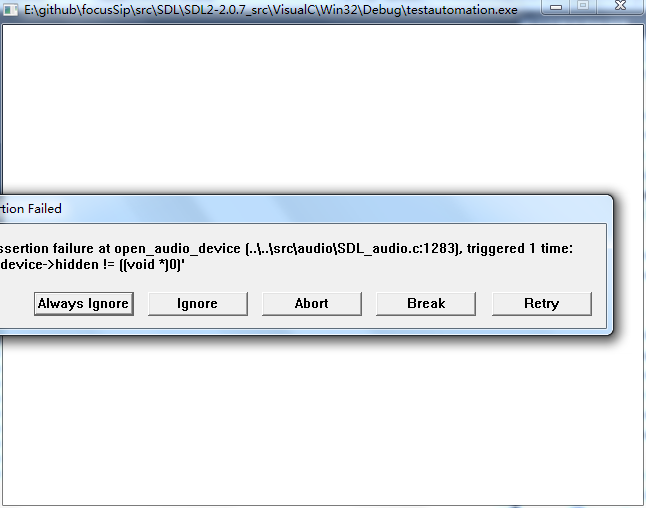 E:\github\focusSip\src\SDL\SDL2-2.0.7_src\VisualC\Win32\Debug\testautomation.exe
rtion Failed
ssertion failure at open_audio_device (..\..\src\audio\SDL_audio.c:1283), triggered 1 time:
device->hidden != ((void *)0)'
Always Ignore
Ignore
Abort
Break
Retry